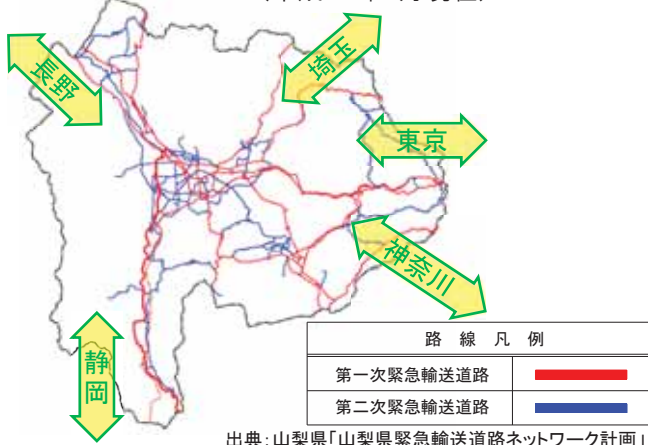 長野
埼玉
東京
神奈川
静岡
路線凡例
第一次緊急輸送道路
第二次緊急輸送道路
出典:山梨県「山梨県緊急輸送道路ネットワーク計画」